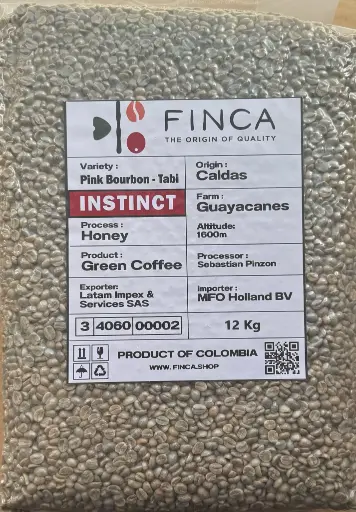 FINCA
THE ORIGIN OF QUALITY
Variety :
Pink Bourbon - Tabi
Origin :
Caldas
INSTINCT
Farm :
Guayacanes
Process :
Honey
Altitude:
1600m
Product :
Green Coffee
Processor :
Sebastian Pinzon
Exporter:
Latam Impex &
Services SAS
Importer :
MFO Holland BV
3 4060 00002
12 Kg
PRODUCT OF COLOMBIA
WWW. FINCA.SHOP